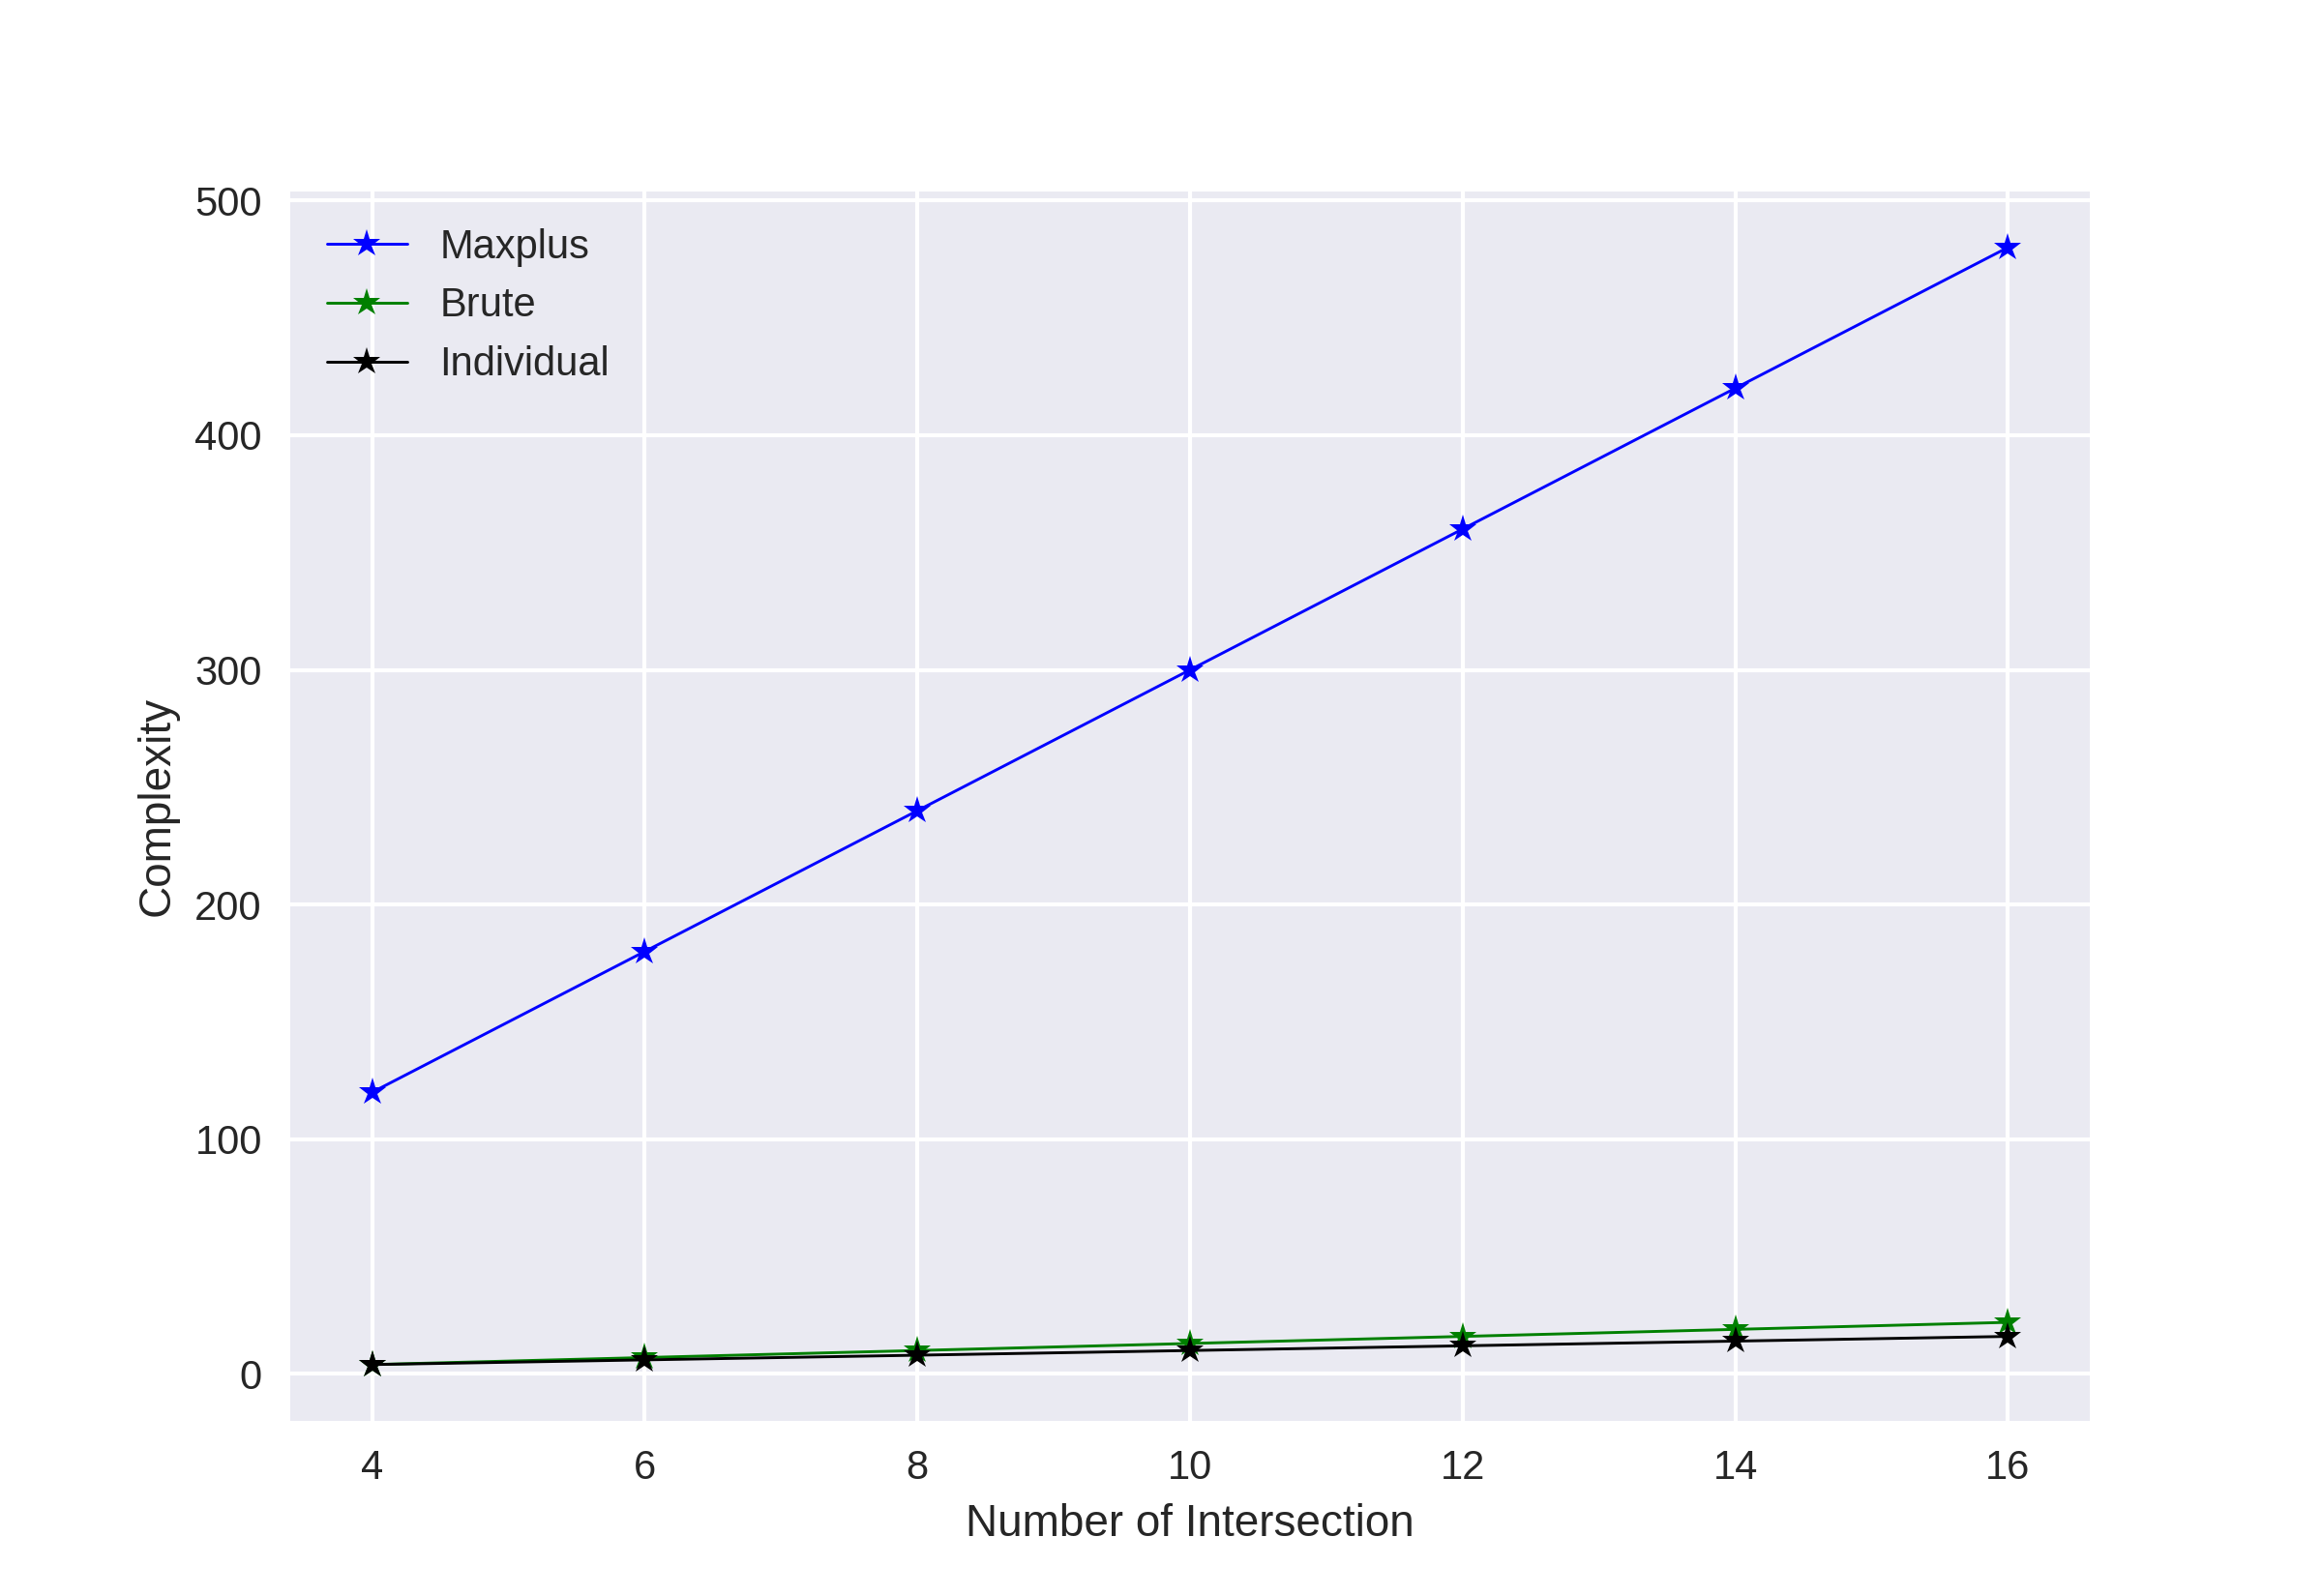 500
400
300
200
100
0
Complexity
Maxplus
Brute
Individual
4 6 8 10 12 14 16
Number of Intersection